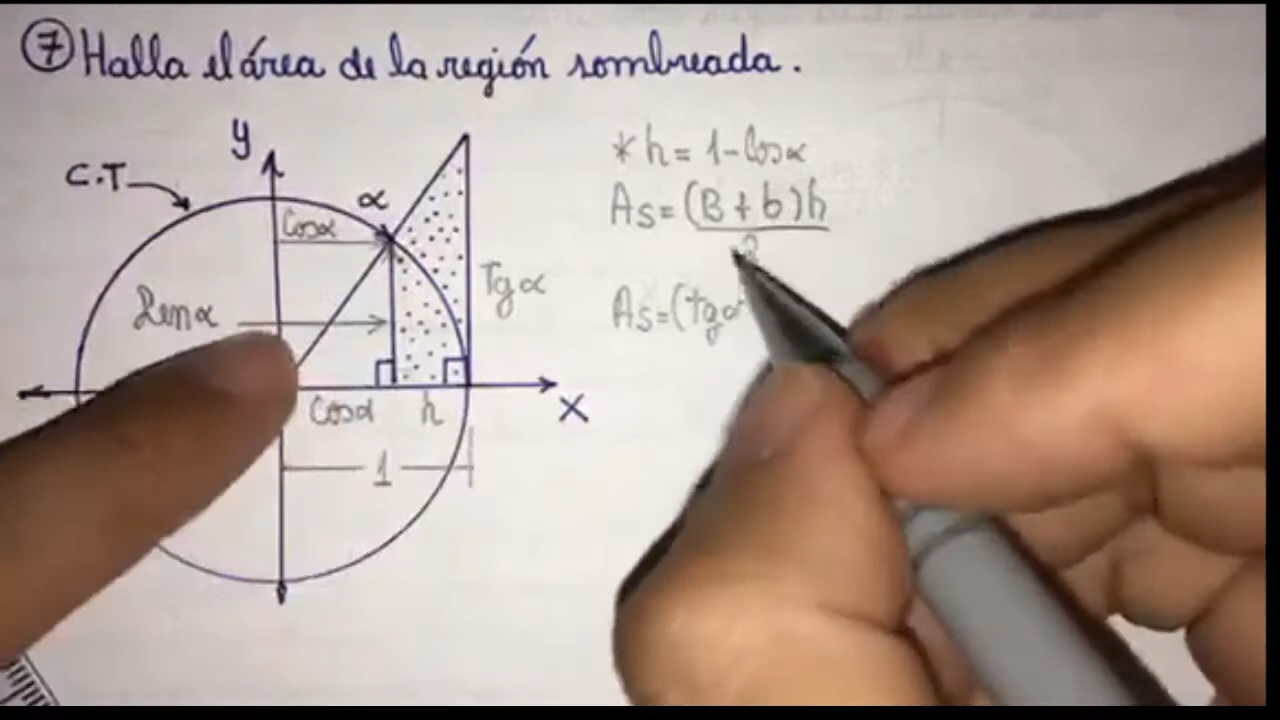 ⑦ Halla el área de la región sombreada.
y
C.T
α
Cosα
Senα
Tgα
Cosα h
x
1
* h = 1 - Cosα
As = (B + b)h
2
As = (tgα